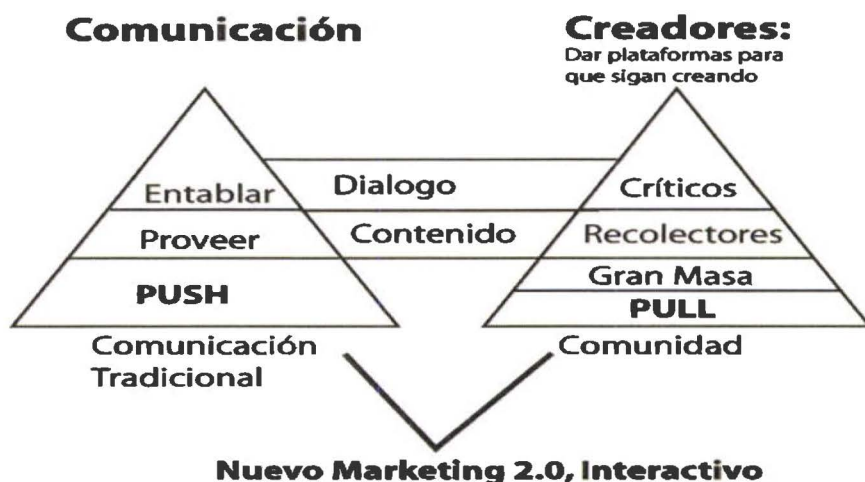 Comunicación
Creadores:
Dar plataformas para
que sigan creando
Entablar
Dialogo
Críticos
Proveer
Contenido
Recolectores
PUSH
Gran Masa
PULL
Comunicación
Tradicional
Comunidad
Nuevo Marketing 2.0, Interactivo